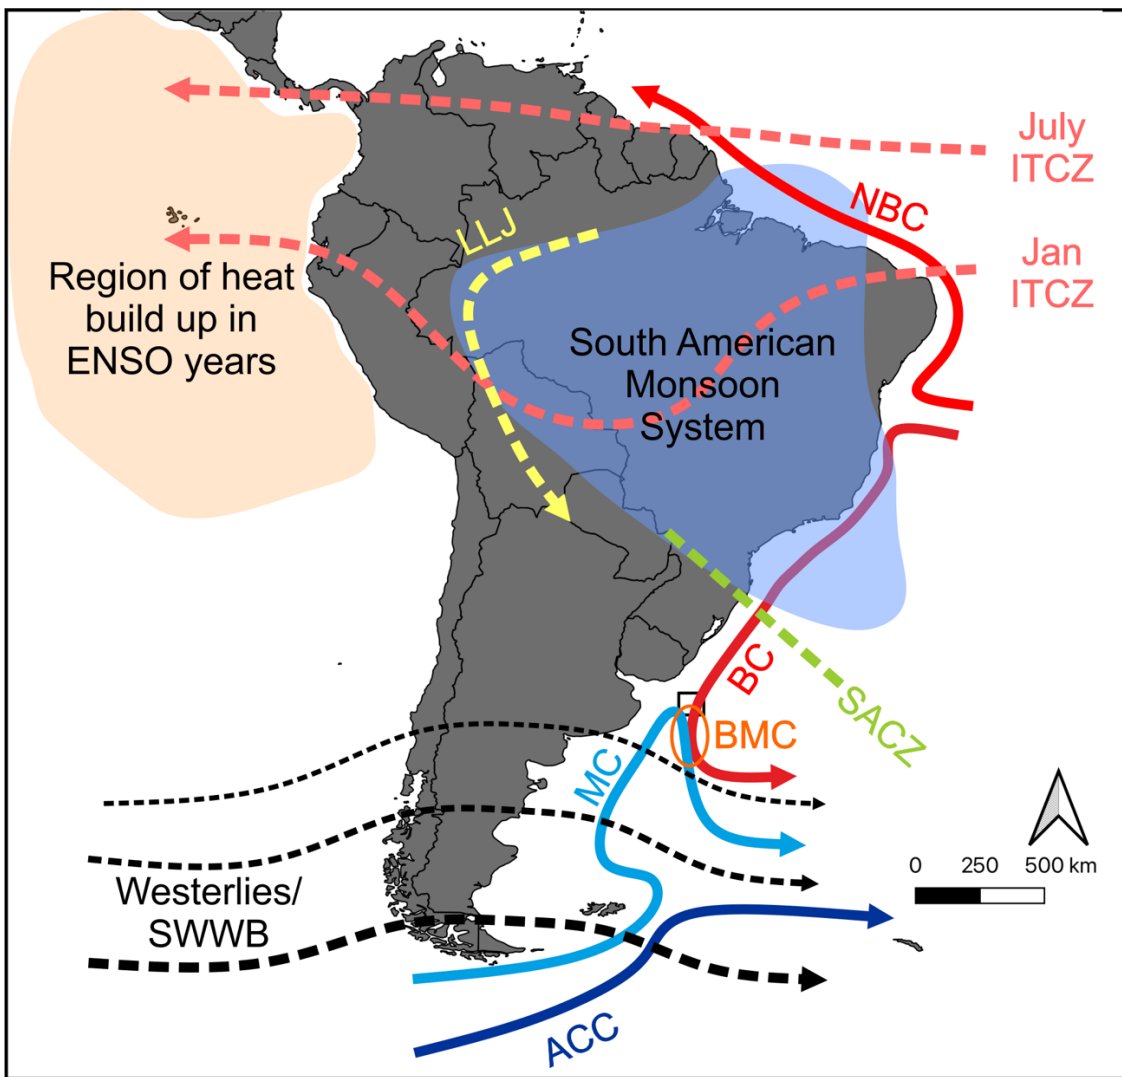 July
ITCZ
NBC
LLJ
Jan
ITCZ
Region of heat
build up in
ENSO years
South American
Monsoon
System
BC
SACZ
BMC
MC
0 250 500 km
Westerlies/
SWWB
ACC